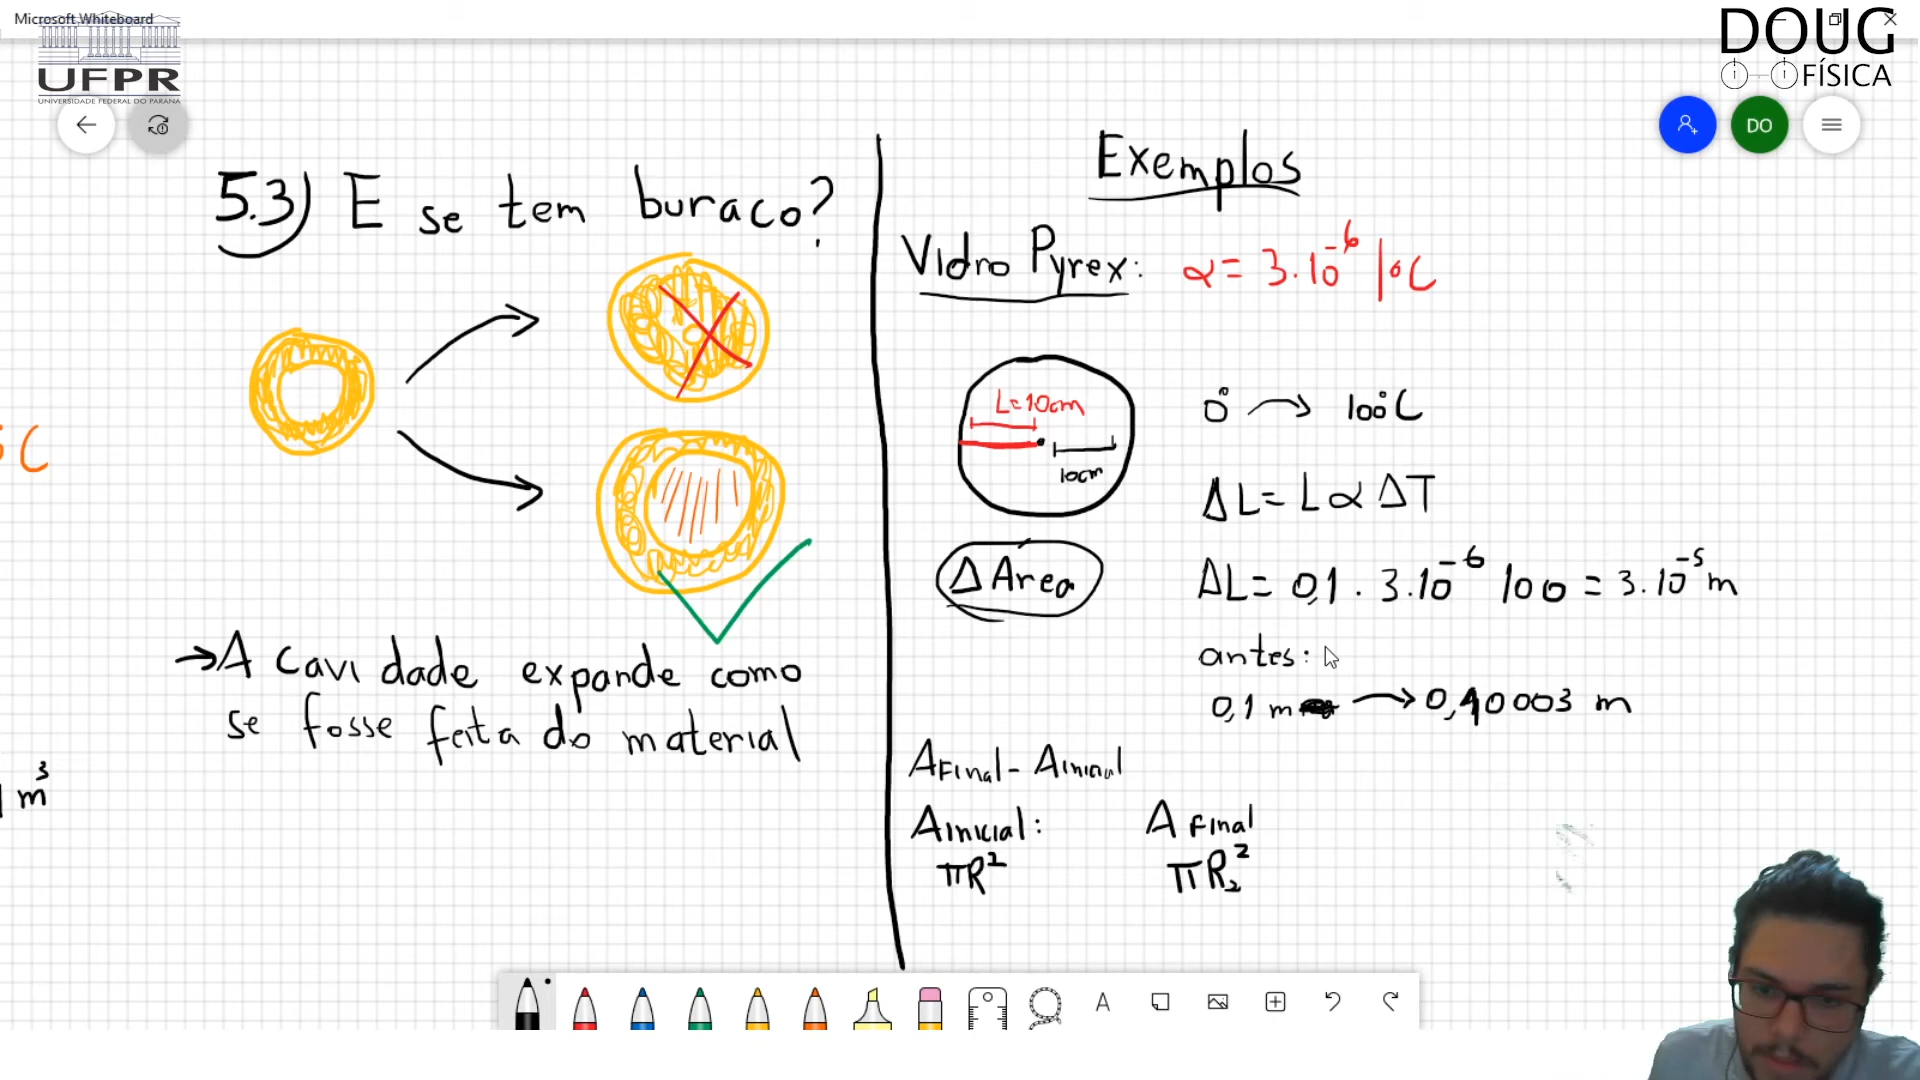 Microsoft Whiteboard
UFPR
UNIVERSIDADE FEDERAL DO PARANÁ
DOUG
FÍSICA
DO
5.3) E se tem buraco?
C
→ A cavidade expande como
se fosse feita do material
m³
Exemplos
Vidro Pyrex: α = 3.10⁻⁶ /°C
L=10cm
10cm
0° → 100°C
ΔL = L α ΔT
Δ Area
ΔL = 0,1 . 3.10⁻⁶ 100 = 3.10⁻⁵ m
antes:
0,1 m → 0,10003 m
AFinal - AInicial
AInicial: A Final
πR² πR₂²
A